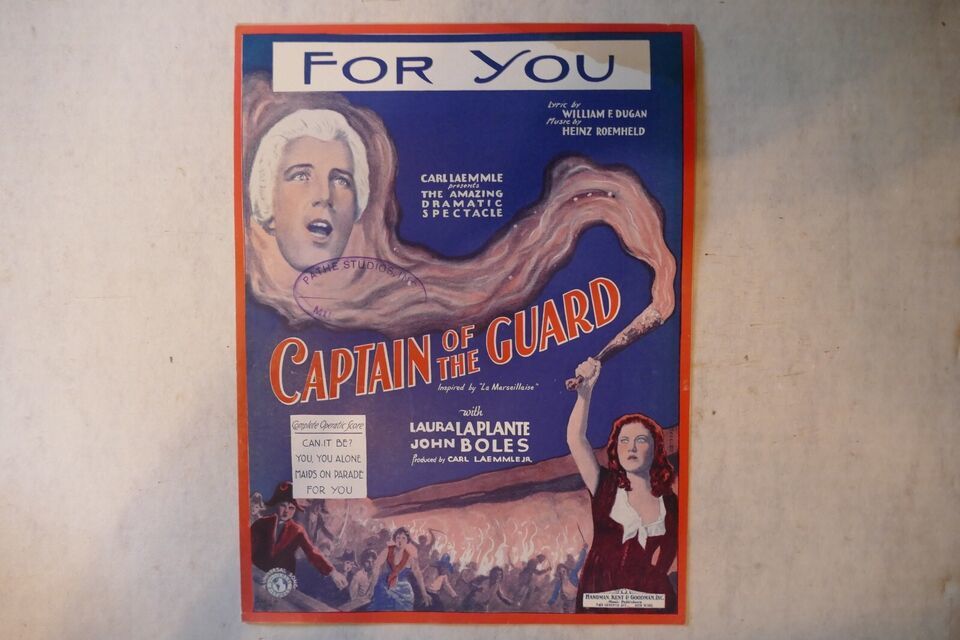 FOR YOU
Lyric by
WILLIAM F. DUGAN
Music by
HEINZ ROEMHELD
CARL LAEMMLE
presents
THE AMAZING
DRAMATIC
SPECTACLE
PATHE STUDIOS, INC
CAPTAIN OF THE GUARD
Inspired by "La Marseillaise"
with
LAURA LAPLANTE
JOHN BOLES
Produced by CARL LAEMMLE JR.
Complete Operatic Score
CAN IT BE?
YOU, YOU ALONE
MAIDS ON PARADE
FOR YOU
HANDMAN, KENT & GOODMAN, INC.
Music Publishers
NEW YORK